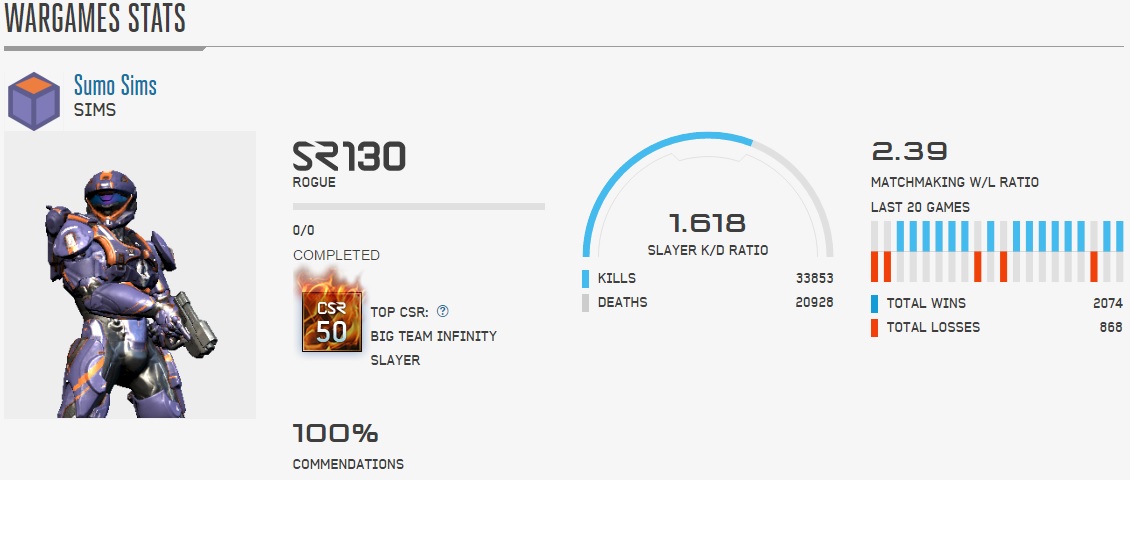 WARGAMES STATS
Sumo Sims
SIMS
SR130
ROGUE
0/0
COMPLETED
CSR
50
TOP CSR: ?
BIG TEAM INFINITY
SLAYER
100%
COMMENDATIONS
1.618
SLAYER K/D RATIO
KILLS 33853
DEATHS 20928
2.39
MATCHMAKING W/L RATIO
LAST 20 GAMES
TOTAL WINS 2074
TOTAL LOSSES 868